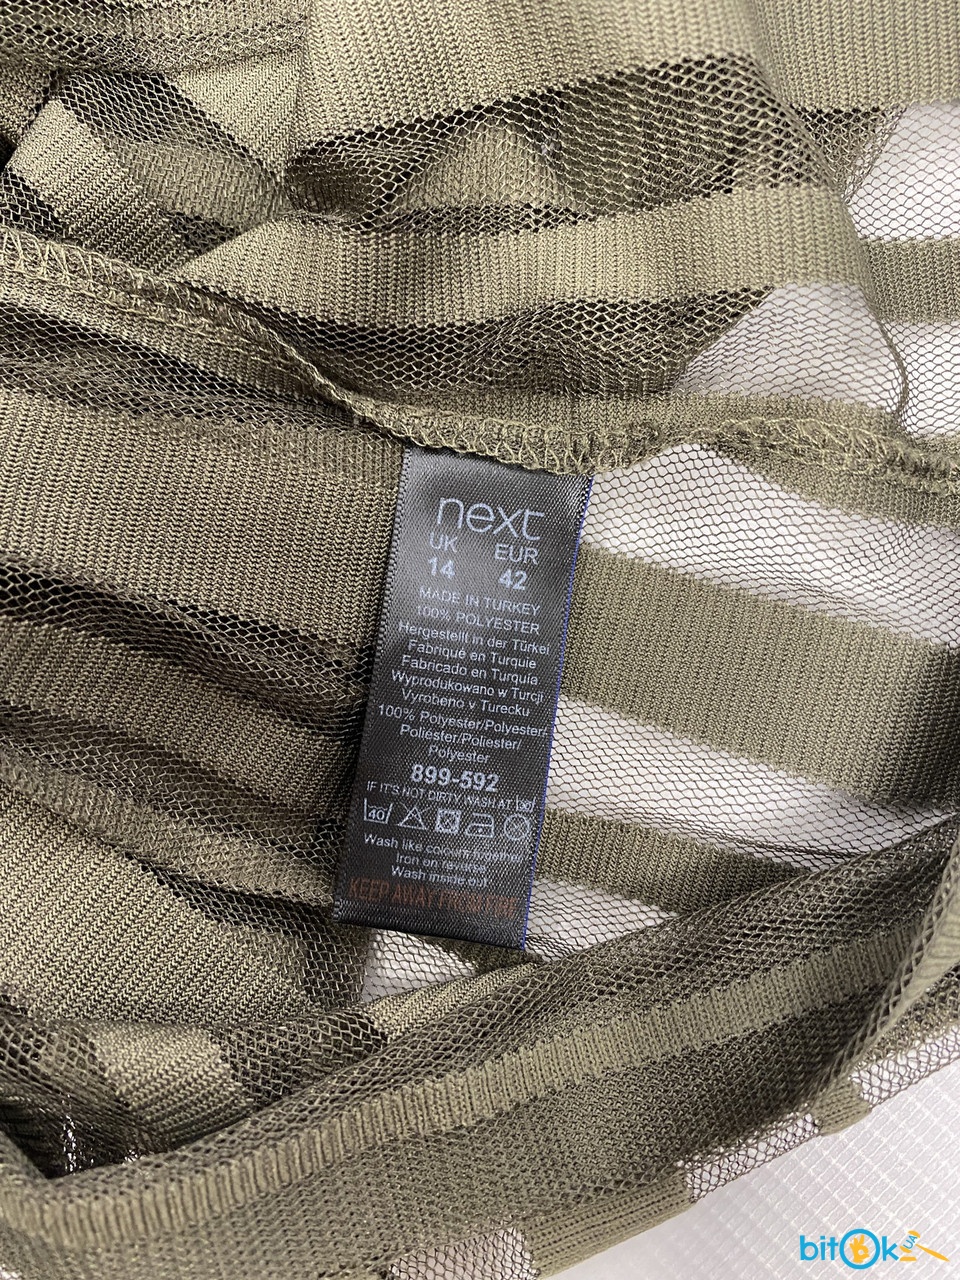 next
UK EUR
14 42
MADE IN TURKEY
100% POLYESTER
Hergestellt in der Türkei
Fabriqué en Turquie
Fabricado en Turquía
Wyprodukowano w Turcji
Vyrobeno v Turecku
100% Polyester/Polyester/
Poliéster/Poliester/
Polyester
899-592
IF IT'S NOT DIRTY WASH AT 30
40
Wash like colours together
Iron on reverse
Wash inside out
KEEP AWAY FROM FIRE
bitok
UA